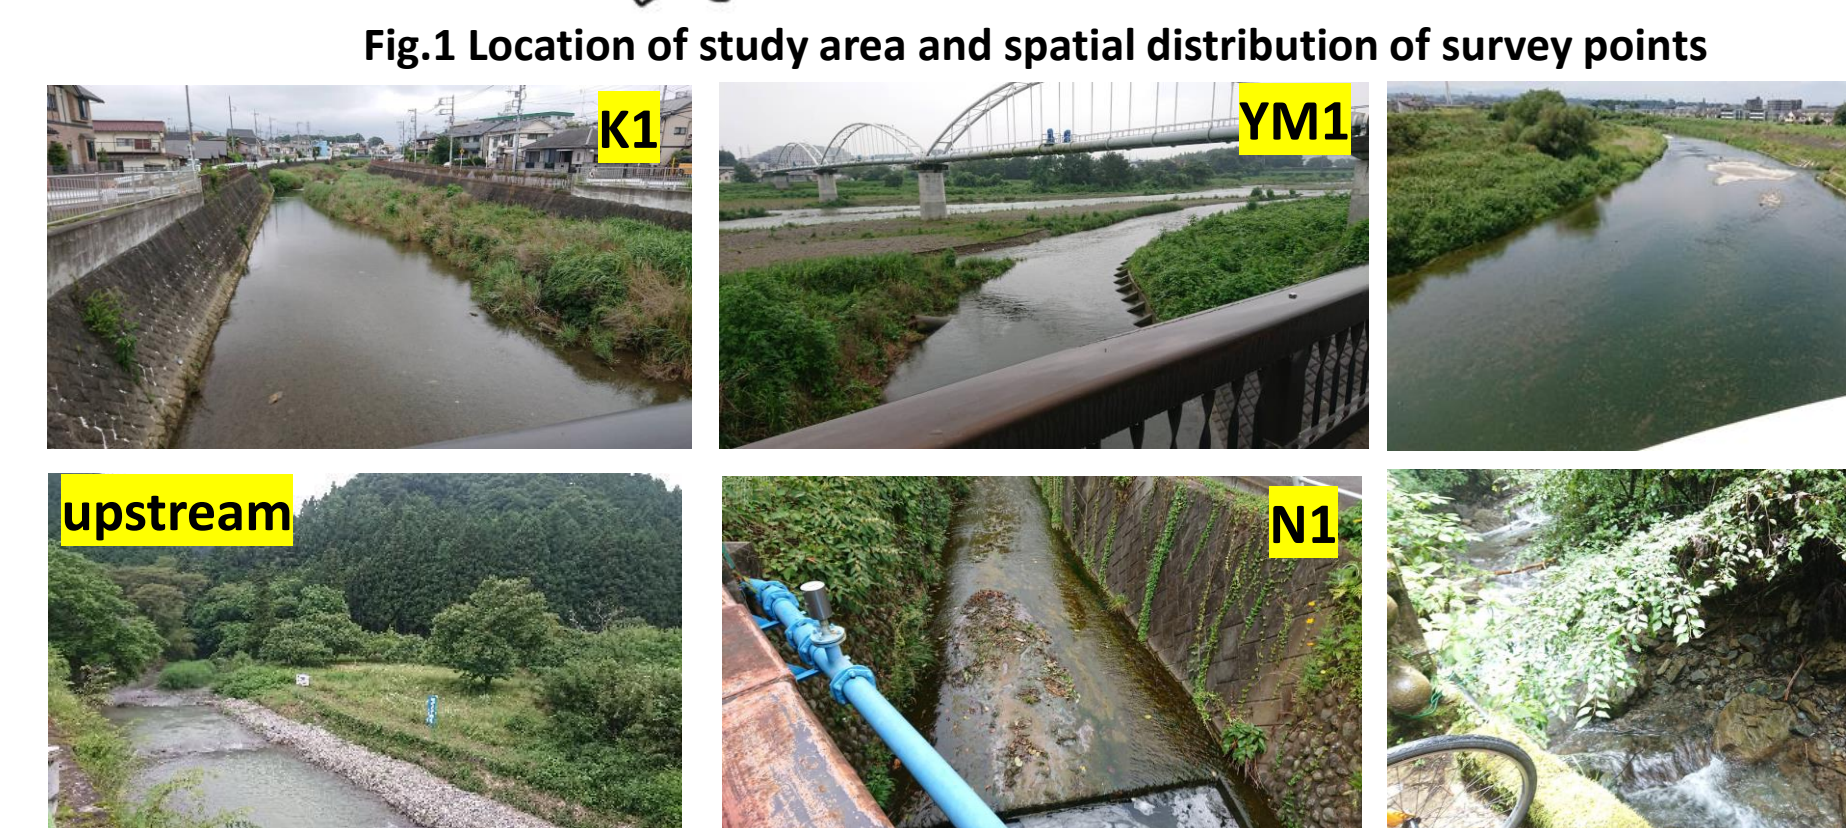 Fig.1 Location of study area and spatial distribution of survey points
K1
YM1
upstream
N1